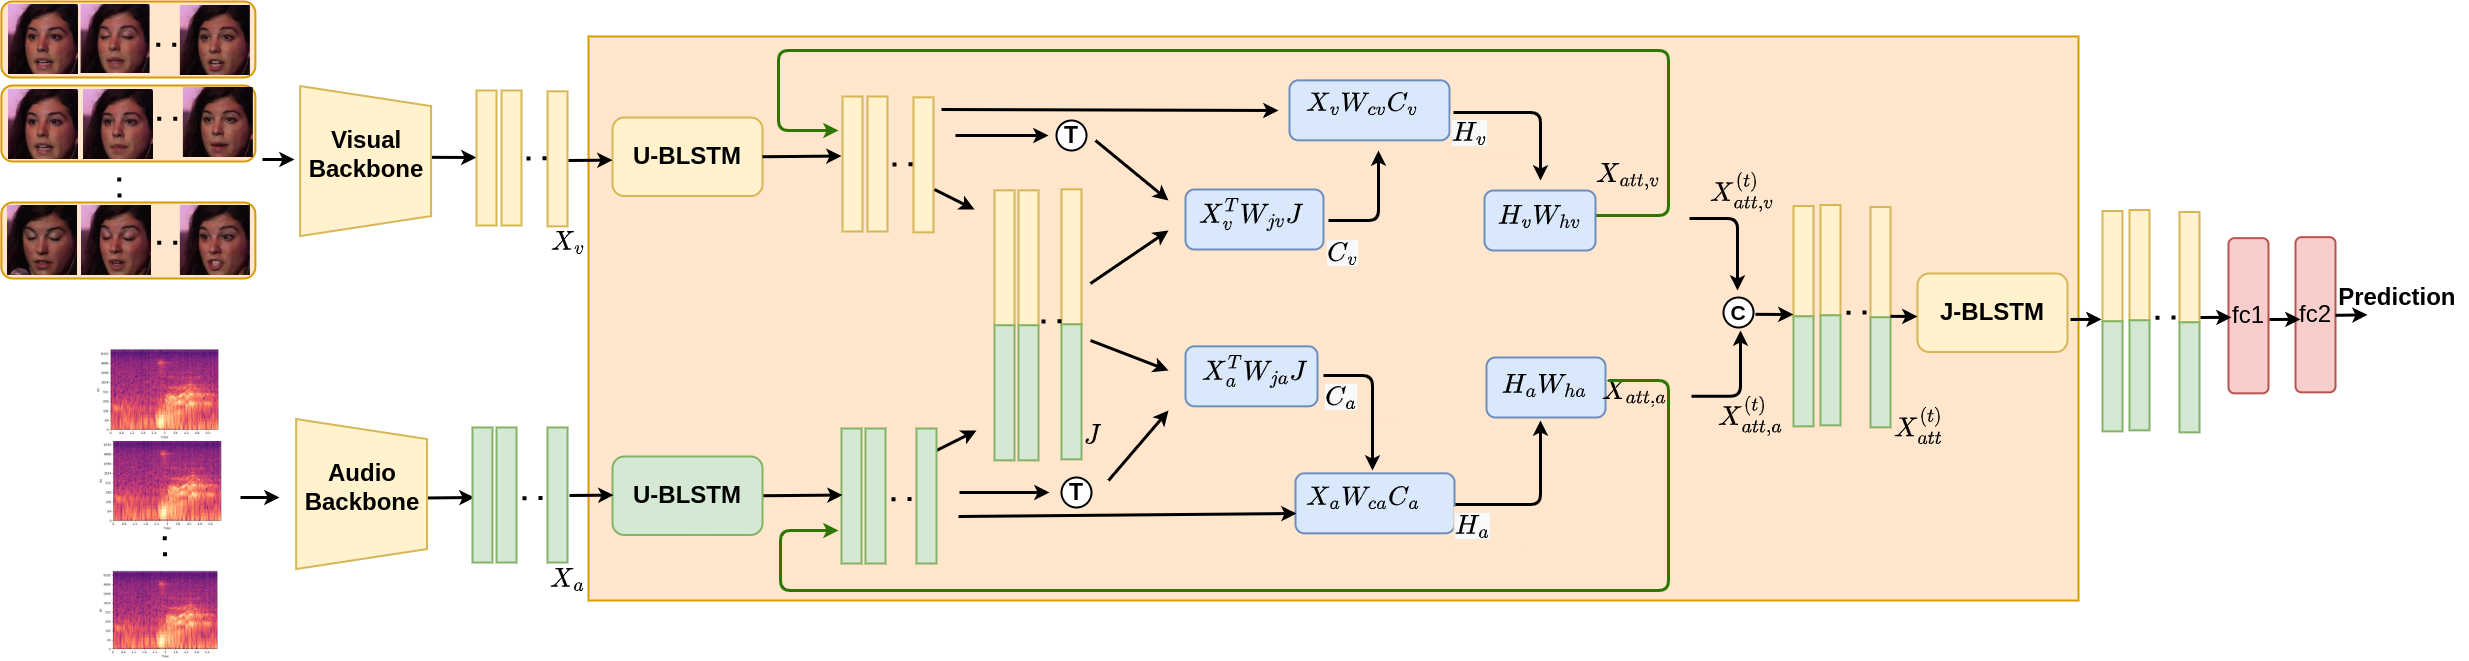 Visual
Backbone
X_v
U-BLSTM
T
X_v W_{cv} C_v
H_v
X_v^T W_{jv} J
C_v
H_v W_{hv}
X_{att,v}
X_{att,v}^{(t)}
C
J-BLSTM
fc1
fc2
Prediction
Audio
Backbone
X_a
U-BLSTM
J
T
X_a^T W_{ja} J
C_a
X_a W_{ca} C_a
H_a
H_a W_{ha}
X_{att,a}
X_{att,a}^{(t)}
X_{att}^{(t)}